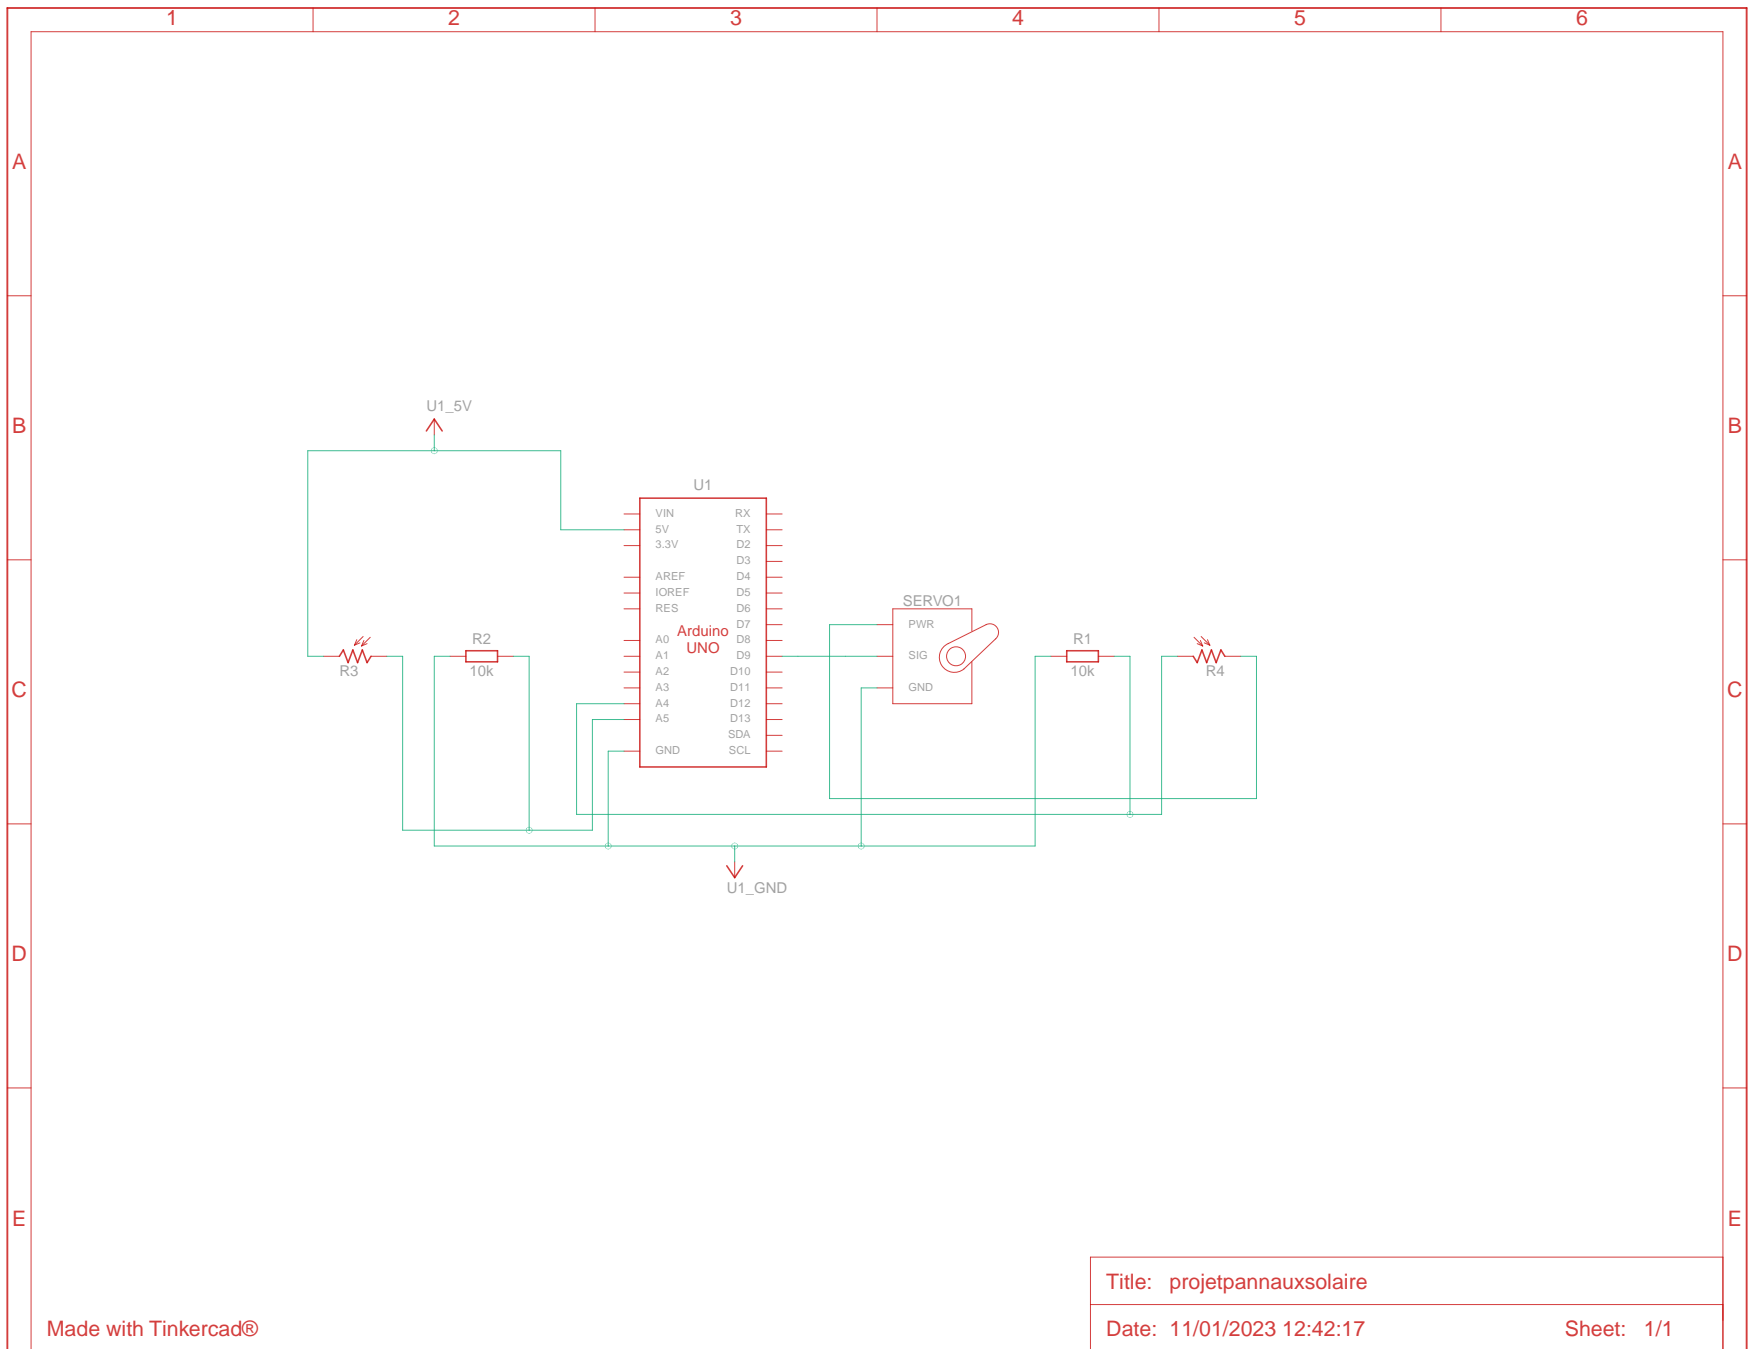 1 2 3 4 5 6
A A
B B
C C
D D
E E
U1_5V
U1
VIN RX
5V TX
3.3V D2
D3
AREF D4
IOREF D5
RES D6
D7
A0 D8
A1 D9
A2 D10
A3 D11
A4 D12
A5 D13
SDA
GND SCL
Arduino
UNO
SERVO1
PWR
SIG
GND
R3
R2
10k
R1
10k
R4
U1_GND
Title: projetpannauxsolaire
Date: 11/01/2023 12:42:17 Sheet: 1/1
Made with Tinkercad®